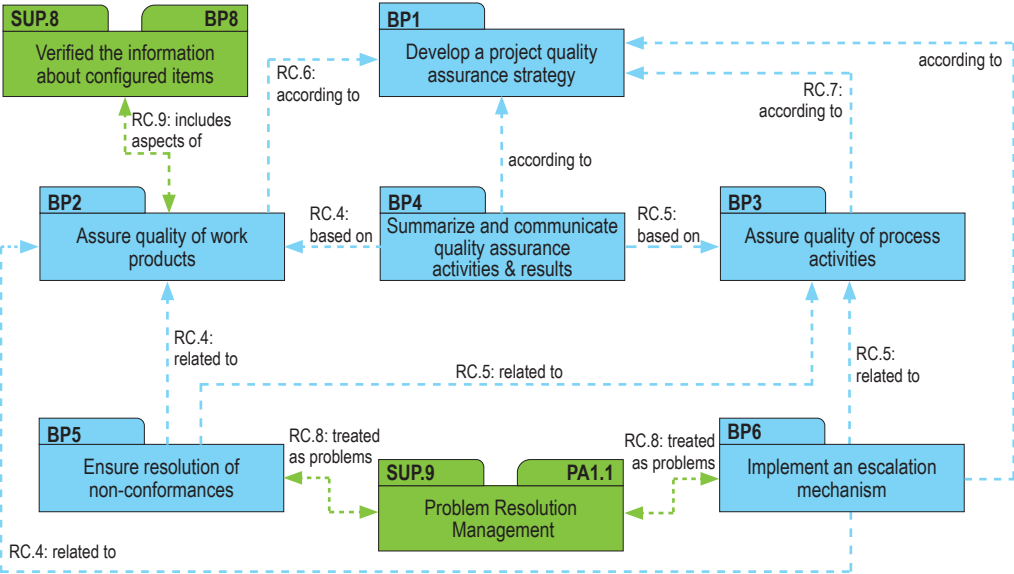 SUP.8 BP8
Verified the information
about configured items
BP1
Develop a project quality
assurance strategy
RC.6:
according to
according to
RC.7:
according to
RC.9: includes
aspects of
according to
BP2
Assure quality of work
products
RC.4:
based on
BP4
Summarize and communicate
quality assurance
activities & results
RC.5:
based on
BP3
Assure quality of process
activities
RC.4:
related to
RC.5: related to
RC.5:
related to
BP5
Ensure resolution of
non-conformances
RC.8: treated
as problems
SUP.9 PA1.1
Problem Resolution
Management
RC.8: treated
as problems
BP6
Implement an escalation
mechanism
RC.4: related to